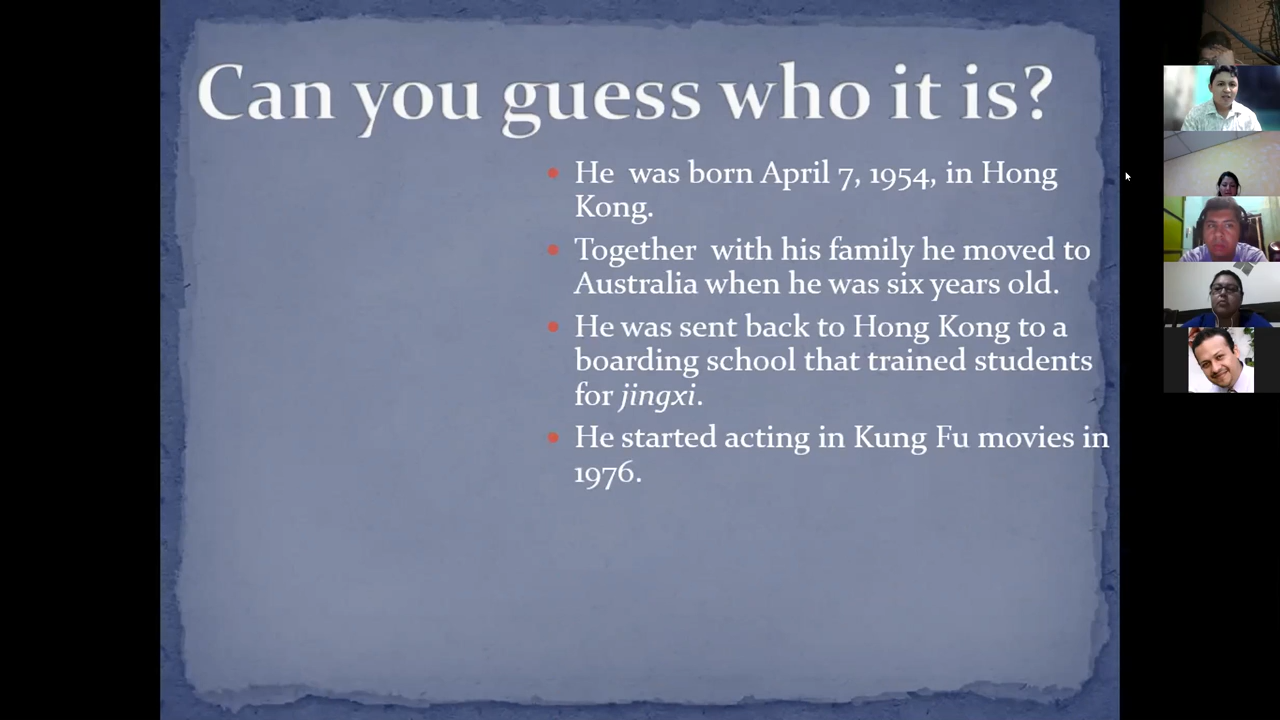 Can you guess who it is?
He was born April 7, 1954, in Hong
Kong.
Together with his family he moved to
Australia when he was six years old.
He was sent back to Hong Kong to a
boarding school that trained students
for jingxi.
He started acting in Kung Fu movies in
1976.